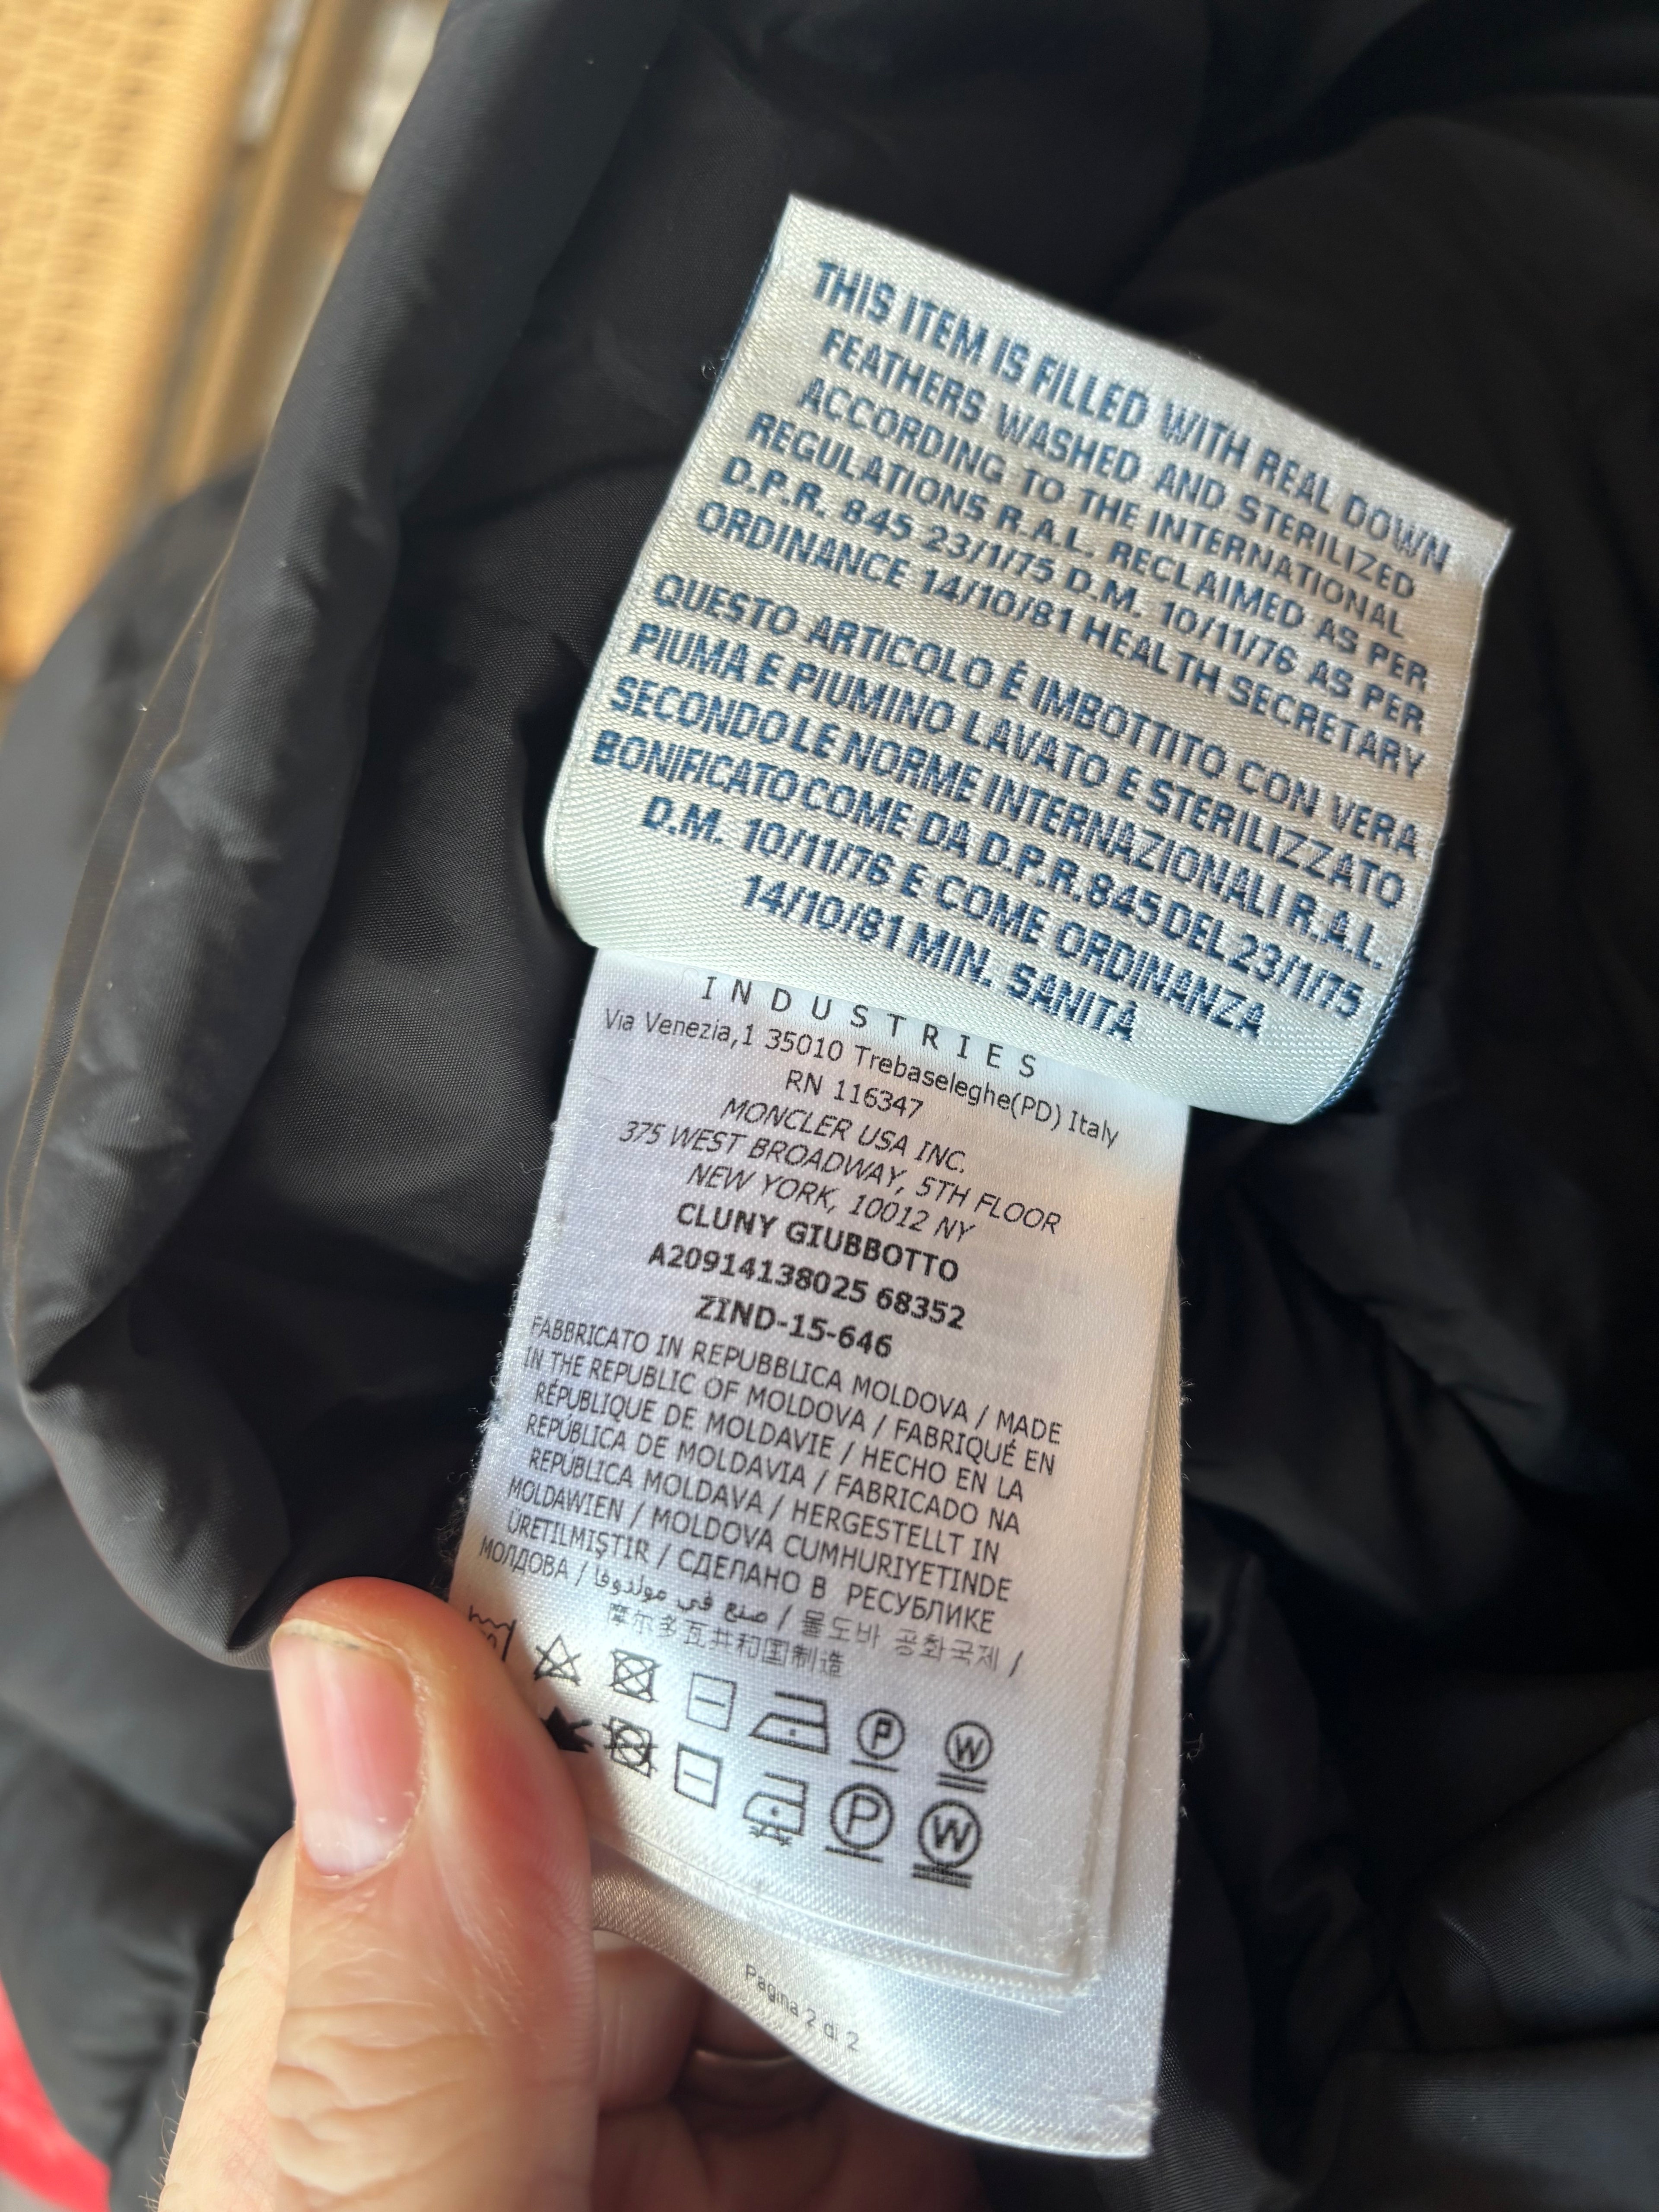 THIS ITEM IS FILLED WITH REAL DOWN
FEATHERS WASHED AND STERILIZED
ACCORDING TO THE INTERNATIONAL
REGULATIONS R.A.L. RECLAIMED AS PER
D.P.R. 845 23/1/75 D.M. 10/11/76 AS PER
ORDINANCE 14/10/81 HEALTH SECRETARY
QUESTO ARTICOLO É IMBOTTITO CON VERA
PIUMA E PIUMINO LAVATO E STERILIZZATO
SECONDO LE NORME INTERNAZIONALI R.A.L.
BONIFICATO COME DA D.P.R. 845 DEL 23/1/75
D.M. 10/11/76 E COME ORDINANZA
14/10/81 MIN. SANITÀ
INDUSTRIES
Via Venezia,1 35010 Trebaseleghe(PD) Italy
RN 116347
MONCLER USA INC.
375 WEST BROADWAY, 5TH FLOOR
NEW YORK, 10012 NY
CLUNY GIUBBOTTO
A20914138025 68352
ZIND-15-646
FABBRICATO IN REPUBBLICA MOLDOVA / MADE
IN THE REPUBLIC OF MOLDOVA / FABRIQUÉ EN
RÉPUBLIQUE DE MOLDAVIE / HECHO EN LA
REPÚBLICA DE MOLDAVIA / FABRICADO NA
REPÚBLICA MOLDAVA / HERGESTELLT IN
MOLDAWIEN / MOLDOVA CUMHURIYETINDE
ÜRETILMIŞTIR / СДЕЛАНО В РЕСУБЛИКЕ
МОЛДОВА / صنع في مولدوفا / 몰도바 공화국제 /
摩尔多瓦共和国制造
P W
P W
Pagina 2 di 2